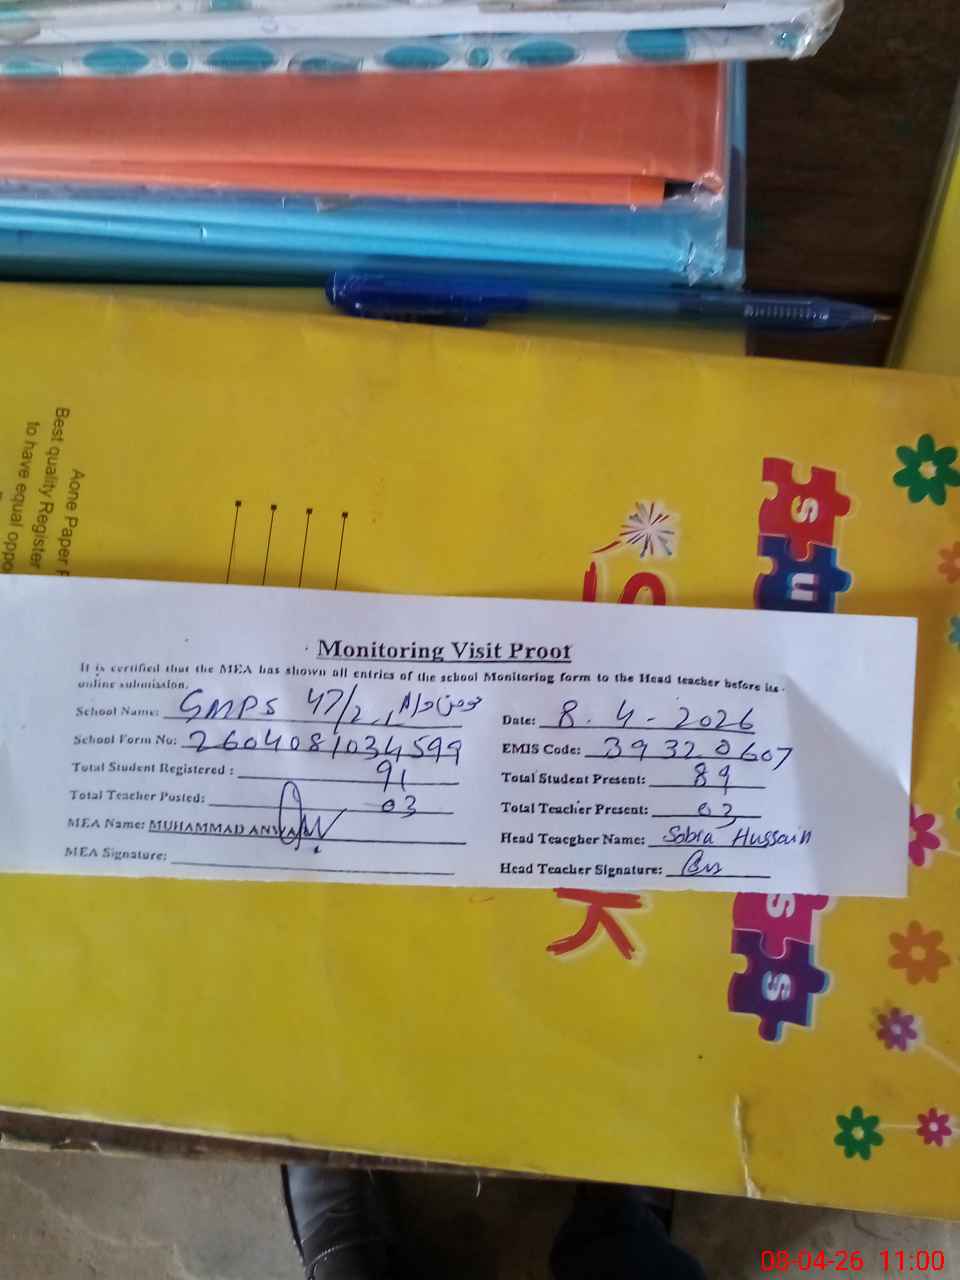 Aone Paper
Best quality Register
to have equal oppo
s
u
S
Monitoring Visit Proof
It is certified that the MEA has shown all entries of the school Monitoring form to the Head teacher before its
online submission.
School Name: GMPS 47/2.L
Date: 8.4-2026
School Form No: 2604081034599
EMIS Code: 39320607
Total Student Registered : 91
Total Student Present: 89
Total Teacher Posted: 03
Total Teacher Present: 03
MEA Name: MUHAMMAD ANWAR
Head Teacgher Name: Sobia Hussain
MEA Signature:
Head Teacher Signature:
K
s
s
08-04-26 11:00